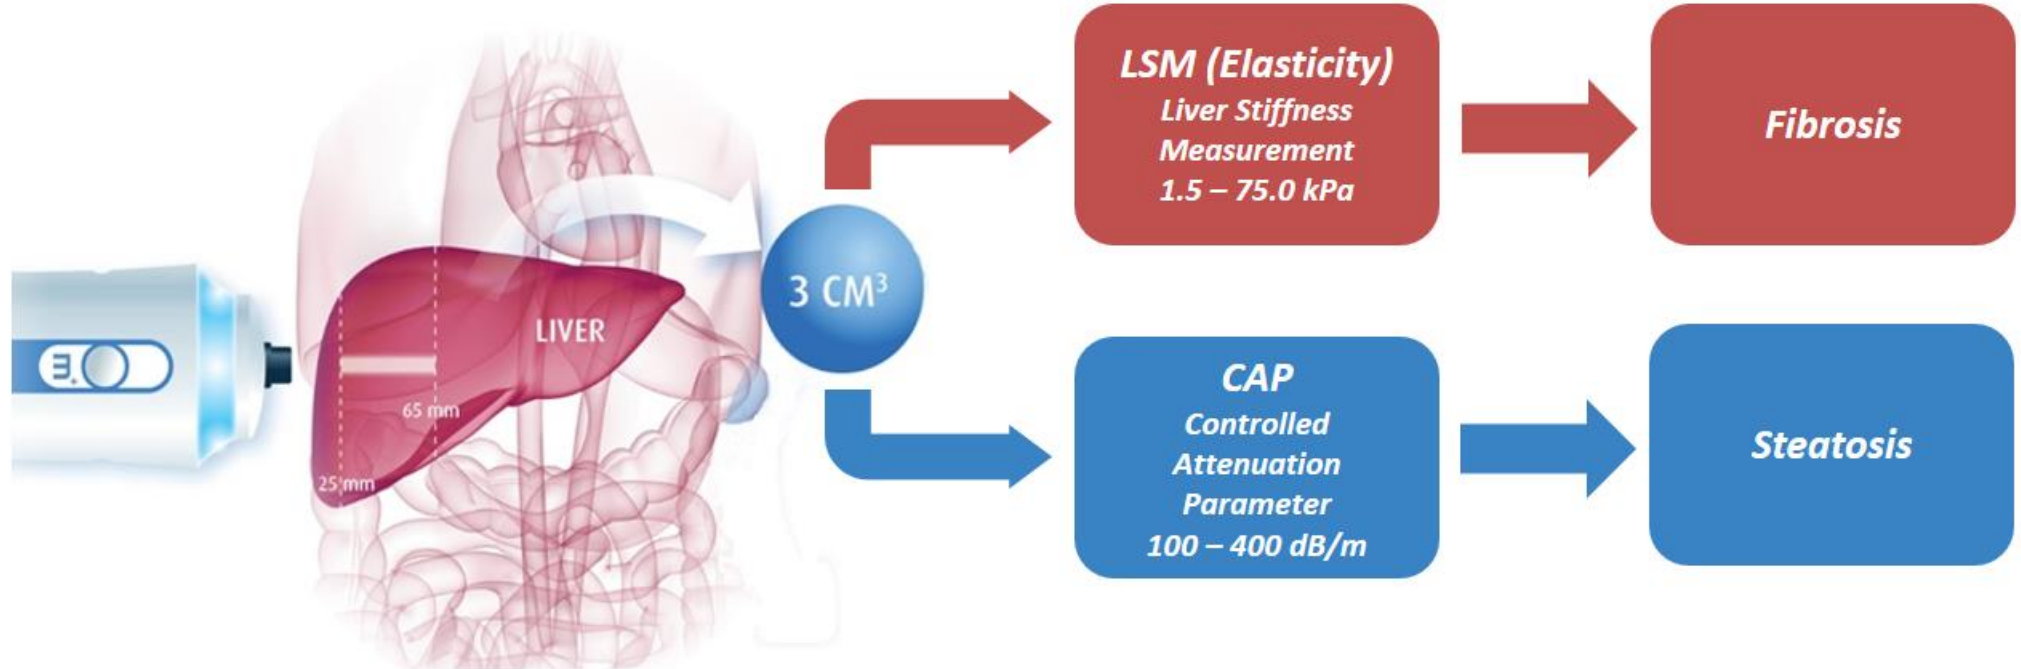 LSM (Elasticity)
Liver Stiffness
Measurement
1.5 – 75.0 kPa
Fibrosis
3 CM³
LIVER
65 mm
25 mm
m+
CAP
Controlled
Attenuation
Parameter
100 – 400 dB/m
Steatosis